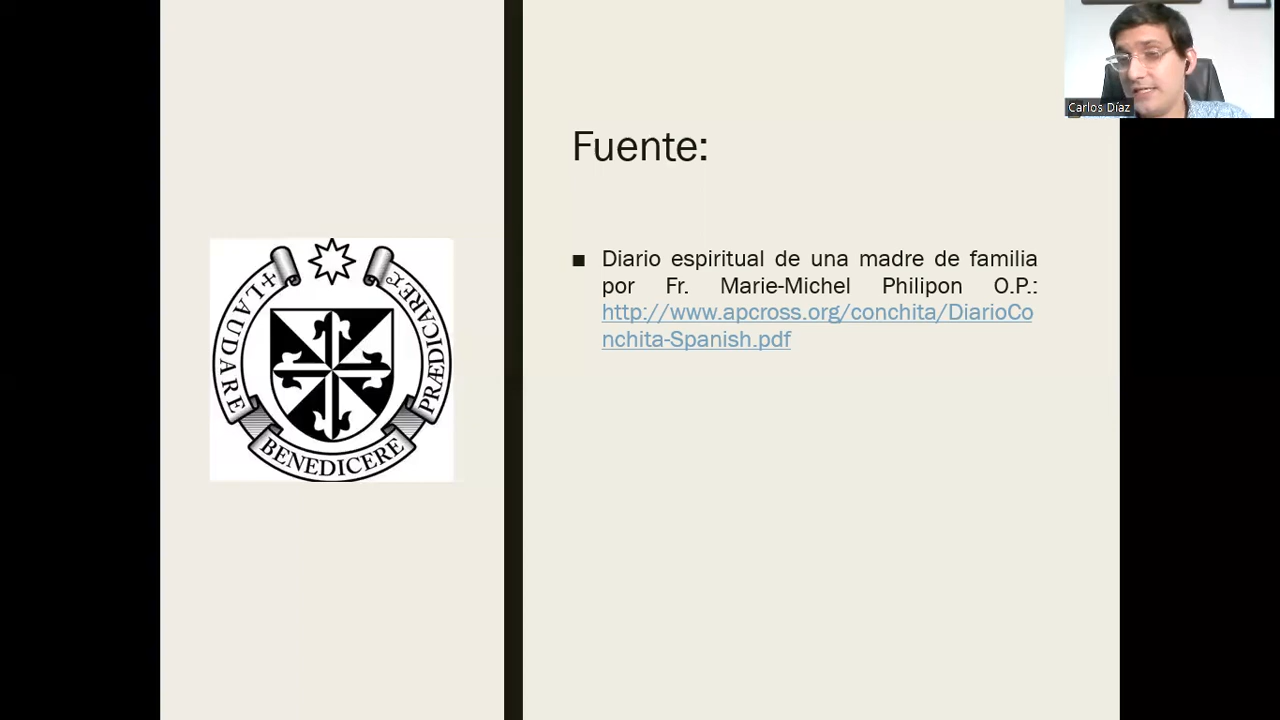 Carlos Díaz
Fuente:
■ Diario espiritual de una madre de familia
por Fr. Marie-Michel Philipon O.P.:
http://www.apcross.org/conchita/DiarioCo
nchita-Spanish.pdf
LAUDARE
BENEDICERE
PRÆDICARE